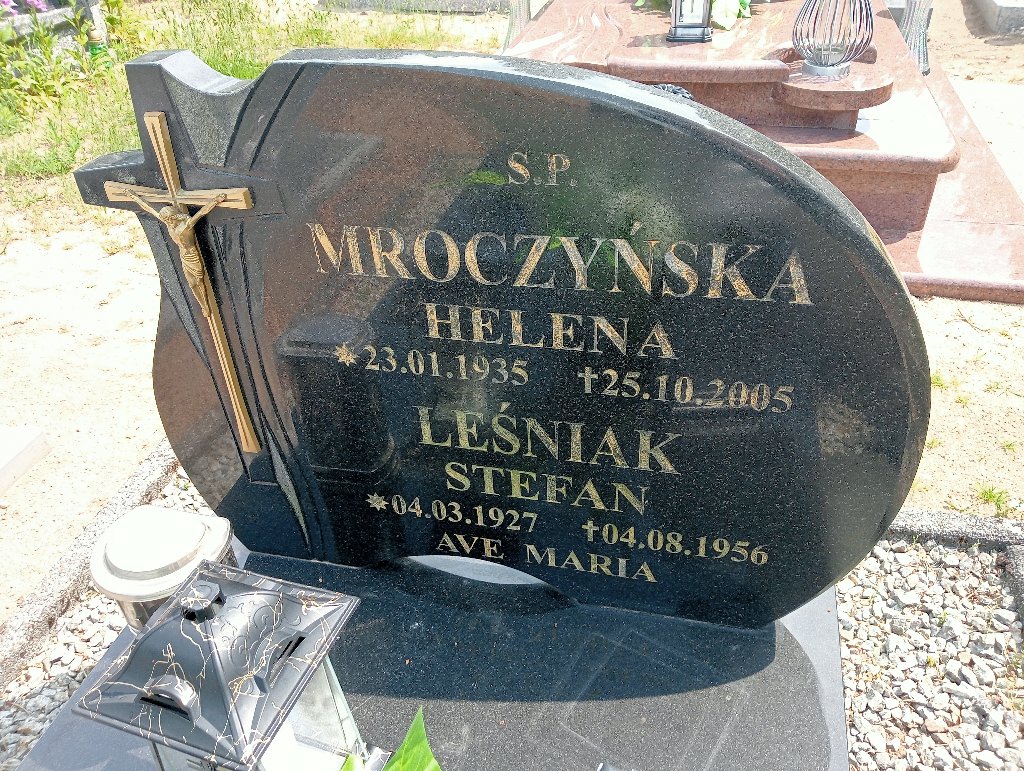 S.P.
MROCZYŃSKA
HELENA
23.01.1935 †25.10.2005
LEŚNIAK
STEFAN
04.03.1927 †04.08.1956
AVE MARIA